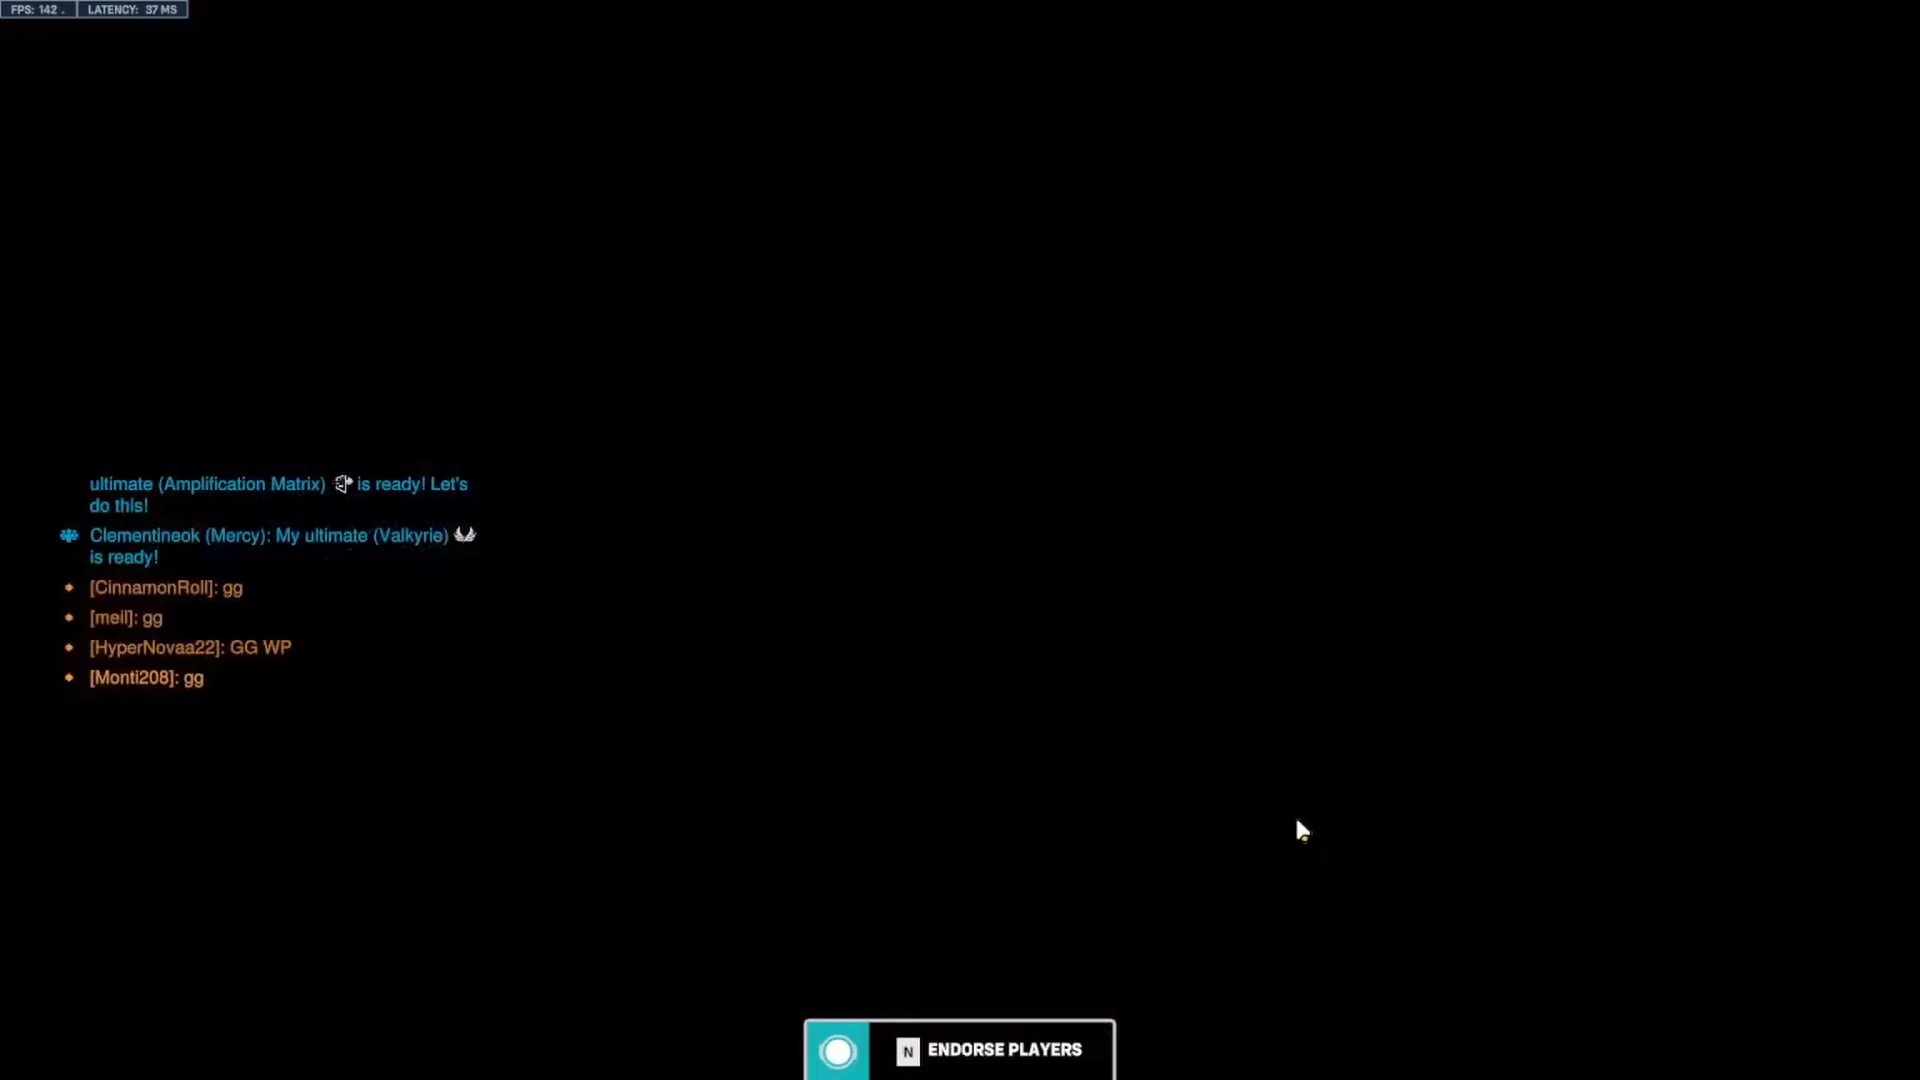 FPS: 142 LATENCY: 37 MS
ultimate (Amplification Matrix) is ready! Let's
do this!
Clementineok (Mercy): My ultimate (Valkyrie)
is ready!
[CinnamonRoll]: gg
[meil]: gg
[HyperNovaa22]: GG WP
[Monti208]: gg
N ENDORSE PLAYERS